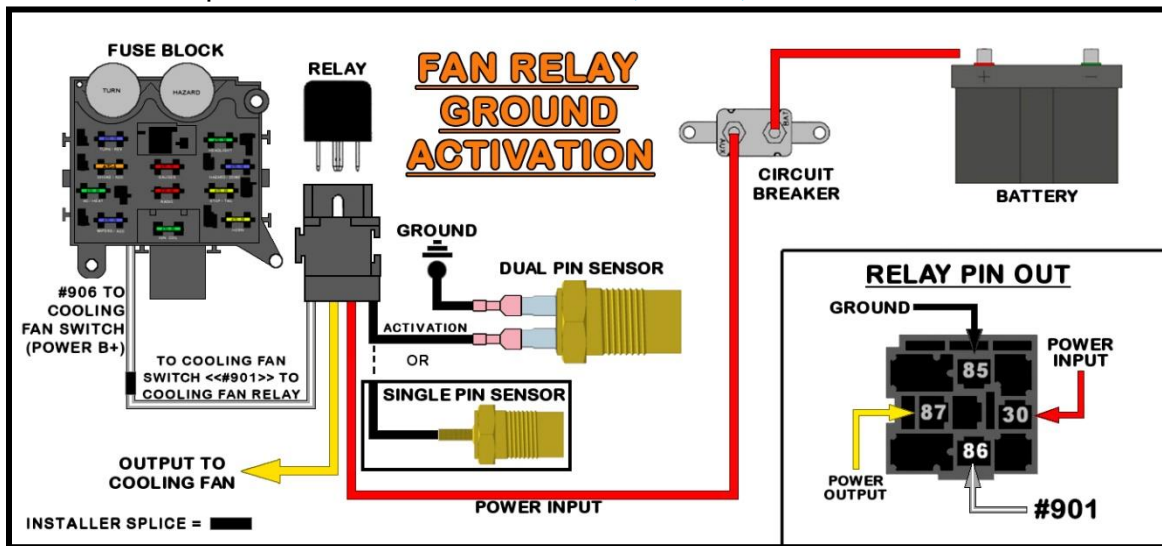 FUSE BLOCK
TURN
HAZARD
RELAY
FAN RELAY
GROUND
ACTIVATION
BAT
AUX
CIRCUIT
BREAKER
+
-
BATTERY
GROUND
DUAL PIN SENSOR
#906 TO
COOLING
FAN SWITCH
(POWER B+)
ACTIVATION
OR
TO COOLING FAN
SWITCH <<#901>> TO
COOLING FAN RELAY
SINGLE PIN SENSOR
OUTPUT TO
COOLING FAN
POWER INPUT
INSTALLER SPLICE =
RELAY PIN OUT
GROUND
POWER
INPUT
85
87
30
86
POWER
OUTPUT
#901